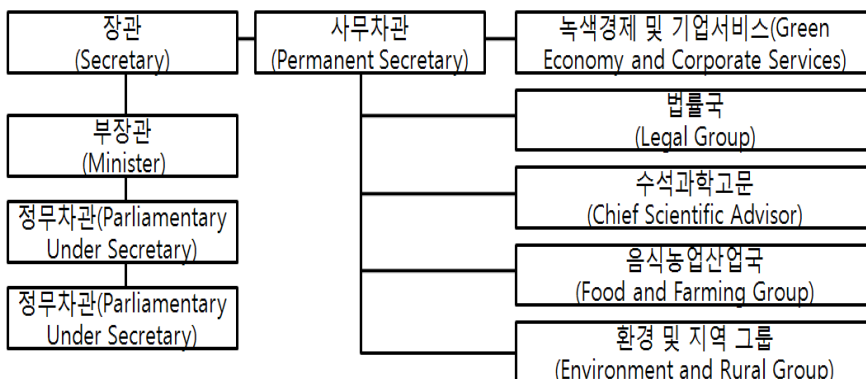 장관
(Secretary)
사무차관
(Permanent Secretary)
녹색경제 및 기업서비스(Green
Economy and Corporate Services)
법률국
(Legal Group)
부장관
(Minister)
수석과학고문
(Chief Scientific Advisor)
정무차관(Parliamentary
Under Secretary)
음식농업산업국
(Food and Farming Group)
정무차관(Parliamentary
Under Secretary)
환경 및 지역 그룹
(Environment and Rural Group)